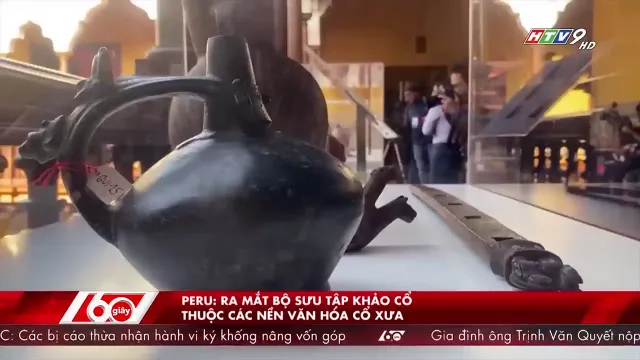 HTV9 HD
60 giây
PERU: RA MẮT BỘ SƯU TẬP KHẢO CỔ
THUỘC CÁC NỀN VĂN HÓA CỔ XƯA
C: Các bị cáo thừa nhận hành vi ký khống nâng vốn góp
60 giây
Gia đình ông Trịnh Văn Quyết nộp